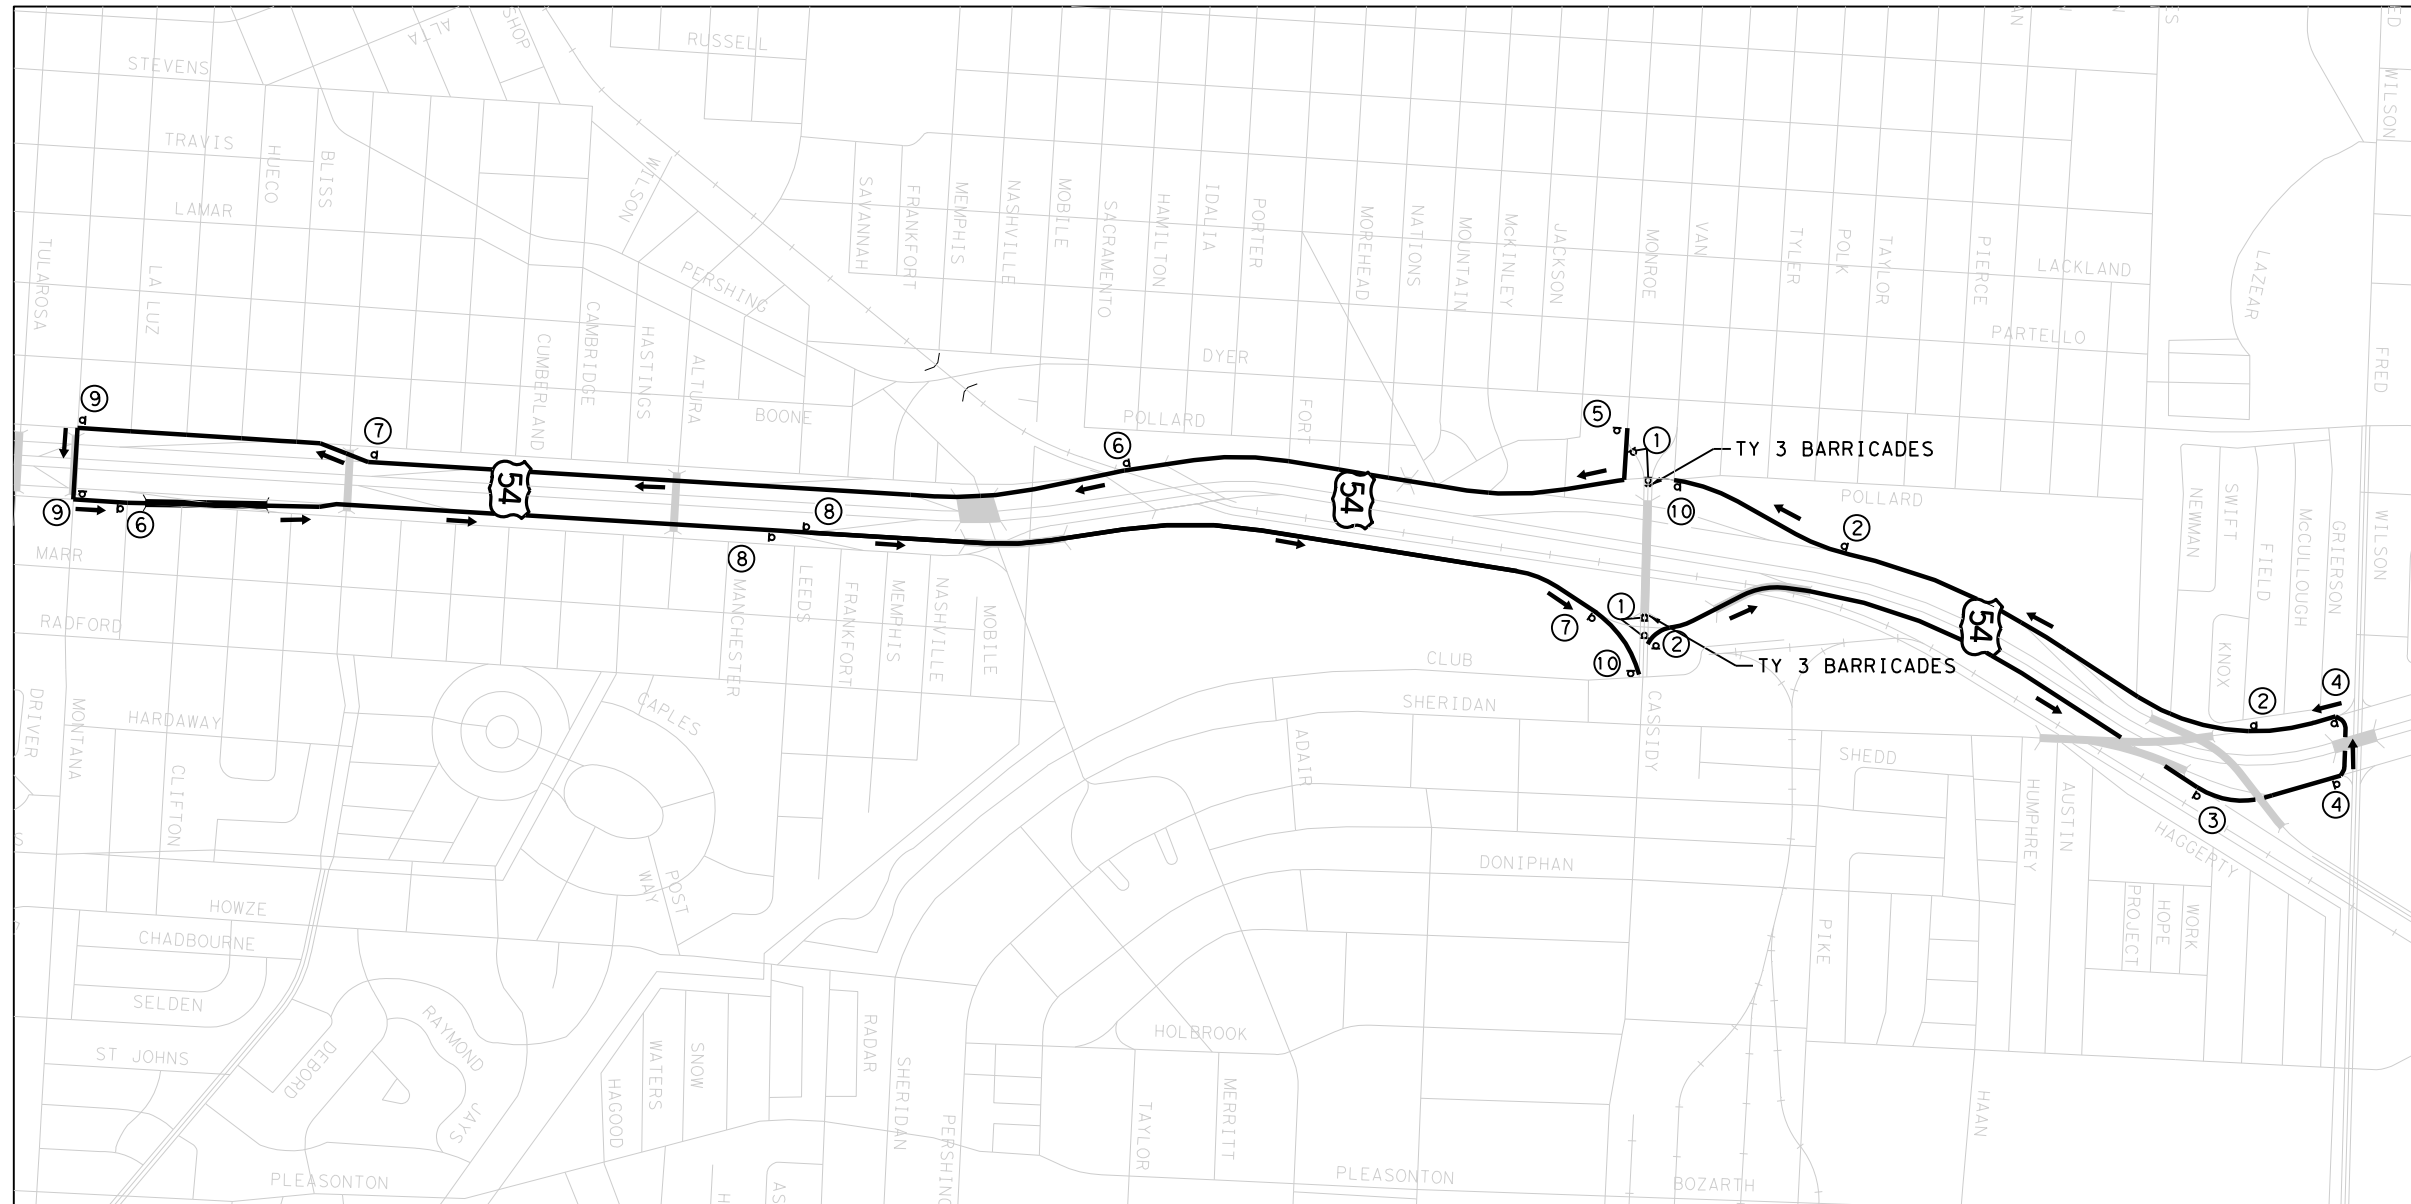 SHOP
ALTA
RUSSELL
STEVENS
WILSON
TRAVIS
HUECO
BLISS
WILSON
LAMAR
SAVANNAH
FRANKFORT
MEMPHIS
NASHVILLE
MOBILE
SACRAMENTO
HAMILTON
IDALIA
PORTER
MOREHEAD
NATIONS
MOUNTAIN
McKINLEY
JACKSON
MONROE
VAN
TYLER
POLK
TAYLOR
PIERCE
LACKLAND
LAZEAR
TULAROSA
LA LUZ
PERSHING
CUMBERLAND
CAMBRIDGE
HASTINGS
ALTURA
DYER
PARTELLO
FRED
BOONE
POLLARD
FORT
9
7
6
5
1
TY 3 BARRICADES
54
54
10
POLLARD
2
NEWMAN
SWIFT
FIELD
McCULLOUGH
GRIERSON
WILSON
9
6
8
8
MARR
MANCHESTER
LEEDS
FRANKFORT
MEMPHIS
NASHVILLE
MOBILE
RADFORD
7
1
2
10
TY 3 BARRICADES
54
KNOX
CLUB
SHERIDAN
CASSIDY
2
4
4
3
DRIVER
MONTANA
HARDAWAY
CLIFTON
CAPLES
ADAIR
SHEDD
HUMPHREY
AUSTIN
HAGGERTY
POST
WAY
DONIPHAN
HOWZE
CHADBOURNE
PIKE
PROJECT
HOPE
WORK
SELDEN
RAYMOND
DEBORD
JAYS
ST JOHNS
WATERS
SNOW
HAGOOD
RADAR
SHERIDAN
PERSHING
HOLBROOK
TAYLOR
MERRITT
HAAN
PLEASONTON
PLEASONTON
BOZARTH